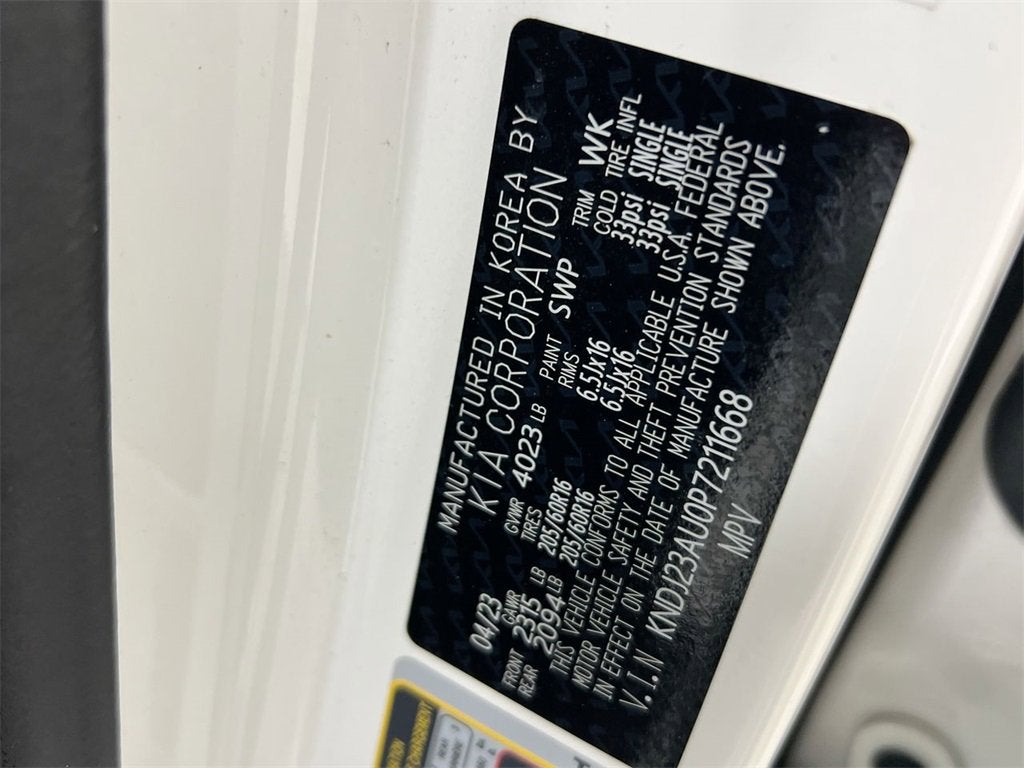 MANUFACTURED IN KOREA BY
KIA CORPORATION
04/23 GVWR 4023 LB PAINT SWP TRIM WK
GAWR TIRES RIMS COLD TIRE INFL
FRONT 2315 LB 205/60R16 6.5Jx16 33psi SINGLE
REAR 2094 LB 205/60R16 6.5Jx16 33psi SINGLE
THIS VEHICLE CONFORMS TO ALL APPLICABLE U.S.A. FEDERAL
MOTOR VEHICLE SAFETY AND THEFT PREVENTION STANDARDS
IN EFFECT ON THE DATE OF MANUFACTURE SHOWN ABOVE.
V.I.N KNDJ23AU0P7211668
MPV
REAR